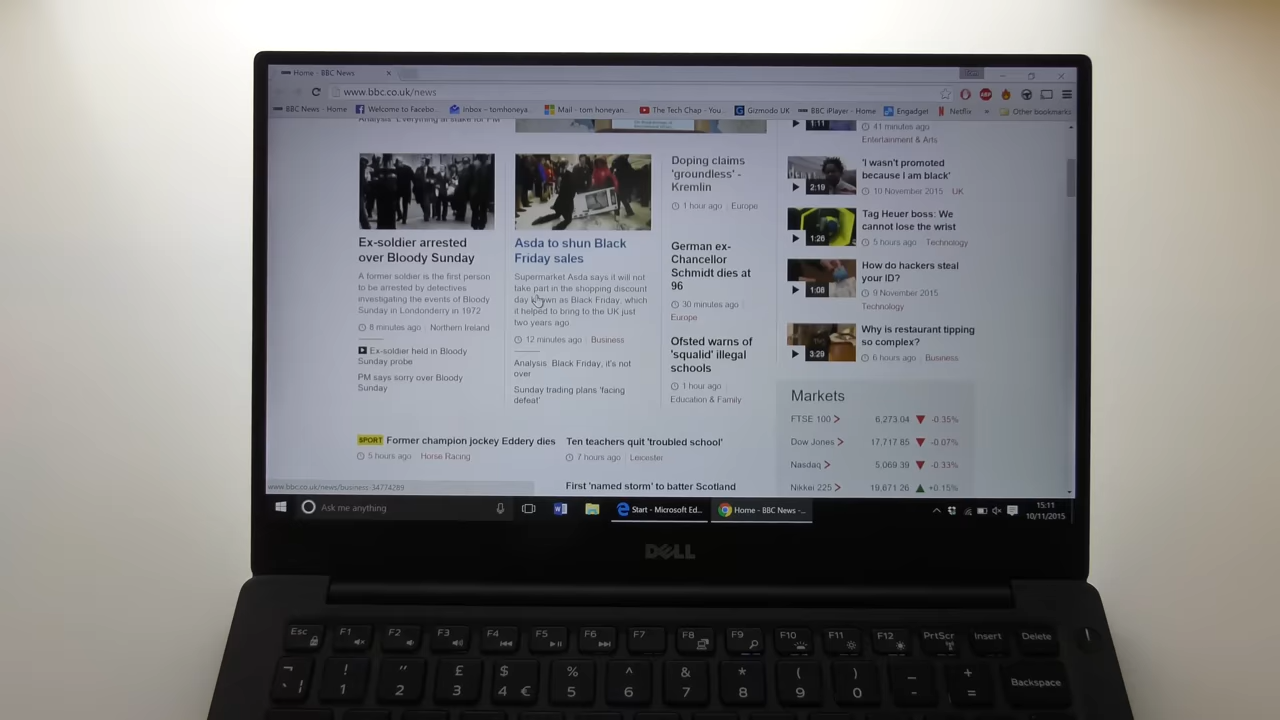 Home - BBC News
www.bbc.co.uk/news
BBC News - Home
Welcome to Facebo...
Inbox - tomhoneya...
Mail - tom honeyan...
The Tech Chap - You...
Gizmodo UK
BBC iPlayer - Home
Engadget
Netflix
»
Other bookmarks
Ex-soldier arrested
over Bloody Sunday
A former soldier is the first person
to be arrested by detectives
investigating the events of Bloody
Sunday in Londonderry in 1972
8 minutes ago | Northern Ireland
Ex-soldier held in Bloody
Sunday probe
PM says sorry over Bloody
Sunday
Asda to shun Black
Friday sales
Supermarket Asda says it will not
take part in the shopping discount
day known as Black Friday, which
it helped to bring to the UK just
two years ago
12 minutes ago | Business
Analysis: Black Friday, it's not
over
Sunday trading plans 'facing
defeat'
Doping claims
'groundless' -
Kremlin
1 hour ago | Europe
German ex-
Chancellor
Schmidt dies at
96
30 minutes ago |
Europe
Ofsted warns of
'squalid' illegal
schools
1 hour ago |
Education & Family
SPORT Former champion jockey Eddery dies
5 hours ago | Horse Racing
Ten teachers quit 'troubled school'
7 hours ago | Leicester
First 'named storm' to batter Scotland
1:11
41 minutes ago
Entertainment & Arts
2:19
'I wasn't promoted
because I am black'
10 November 2015 | UK
1:26
Tag Heuer boss: We
cannot lose the wrist
5 hours ago | Technology
1:08
How do hackers steal
your ID?
9 November 2015 |
Technology
3:29
Why is restaurant tipping
so complex?
6 hours ago | Business
Markets
FTSE 100 6,273.04 -0.35%
Dow Jones 17,717.85 -0.07%
Nasdaq 5,069.39 -0.33%
Nikkei 225 19,671.26 +0.15%
www.bbc.co.uk/news/business-34774289
Ask me anything
Start - Microsoft Ed...
Home - BBC News -...
15:11
10/11/2015
DELL
Esc F1 F2 F3 F4 F5 F6 F7 F8 F9 F10 F11 F12 PrtScr Insert Delete
¬ ! " £ $ % ^ & * ( ) _ +
` ¦ 1 2 3 4 € 5 6 7 8 9 0 - = Backspace